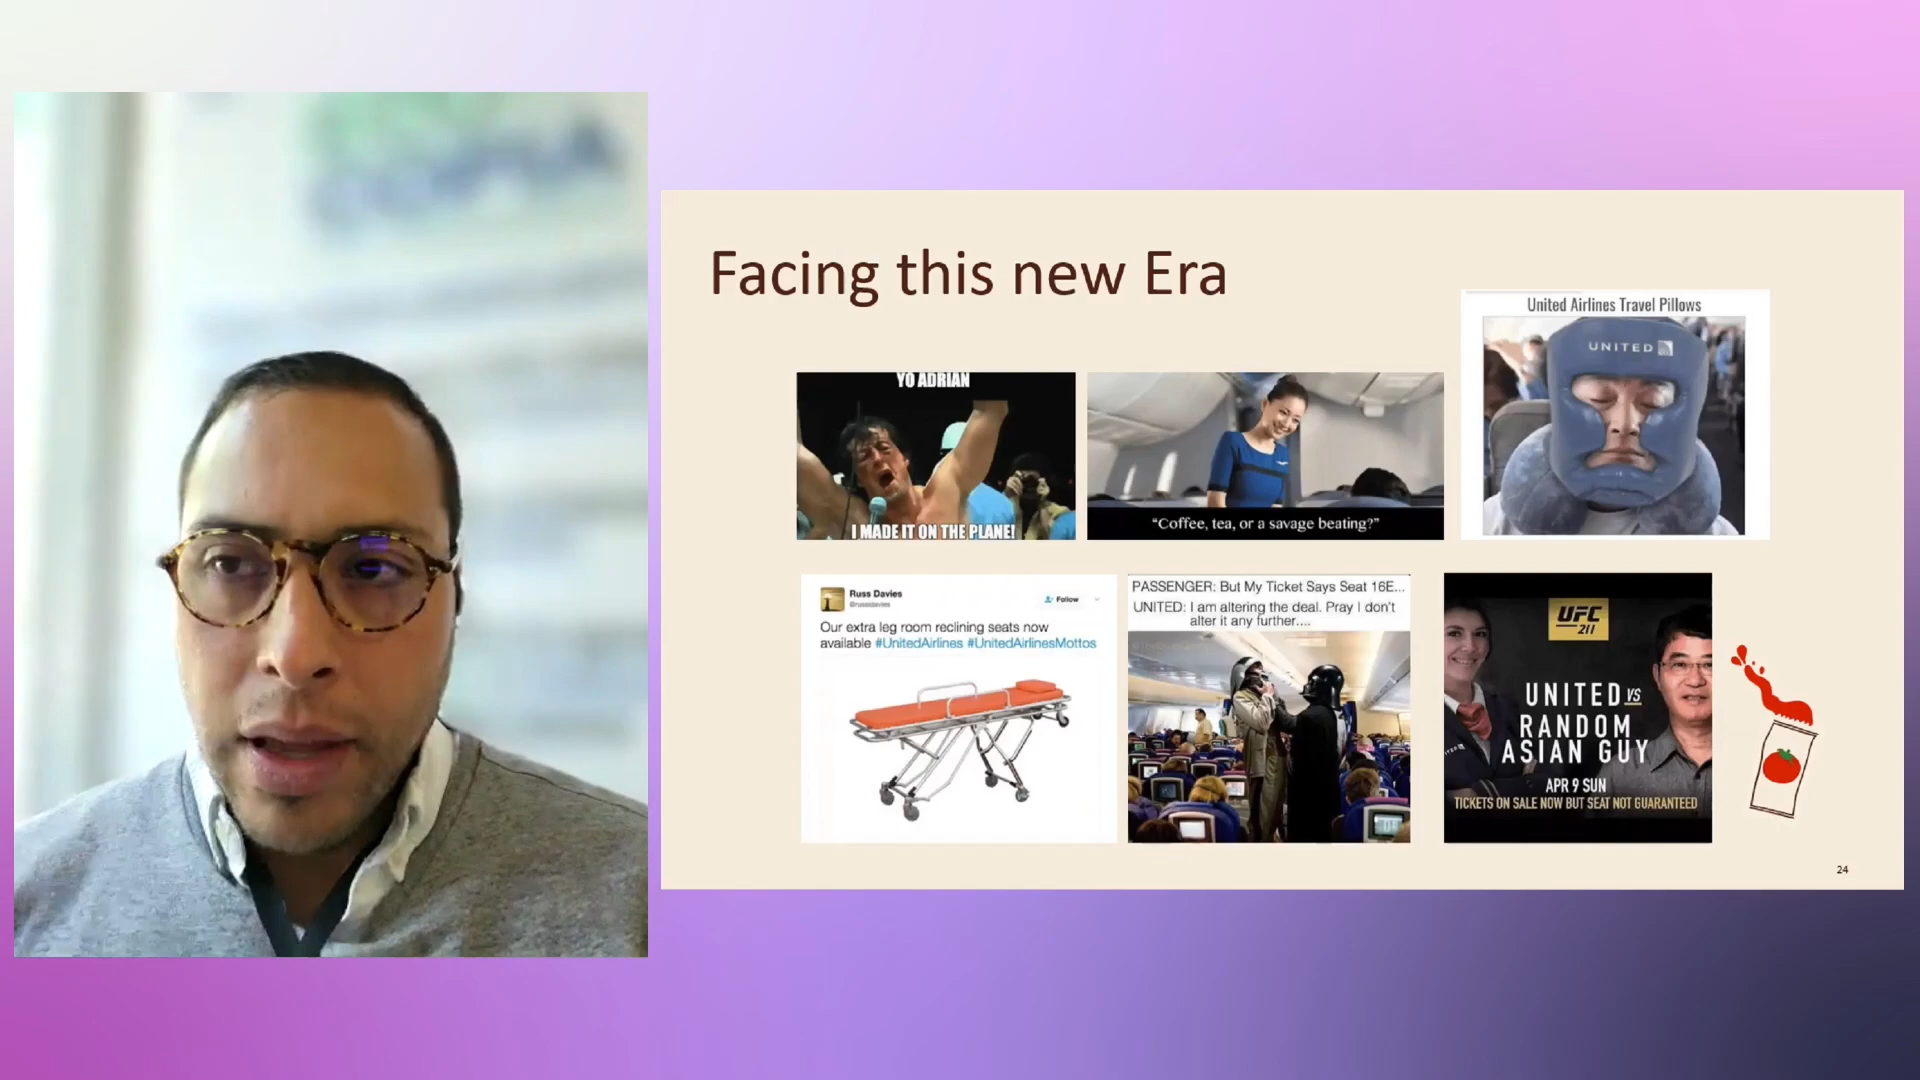 Facing this new Era
YO ADRIAN
I MADE IT ON THE PLANE!
“Coffee, tea, or a savage beating?”
United Airlines Travel Pillows
UNITED
Russ Davies
@russdavies
Follow
Our extra leg room reclining seats now
available #UnitedAirlines #UnitedAirlinesMottos
PASSENGER: But My Ticket Says Seat 16E...
UNITED: I am altering the deal. Pray I don't
alter it any further....
UFC
211
UNITED VS
RANDOM
ASIAN GUY
APR 9 SUN
TICKETS ON SALE NOW BUT SEAT NOT GUARANTEED
24